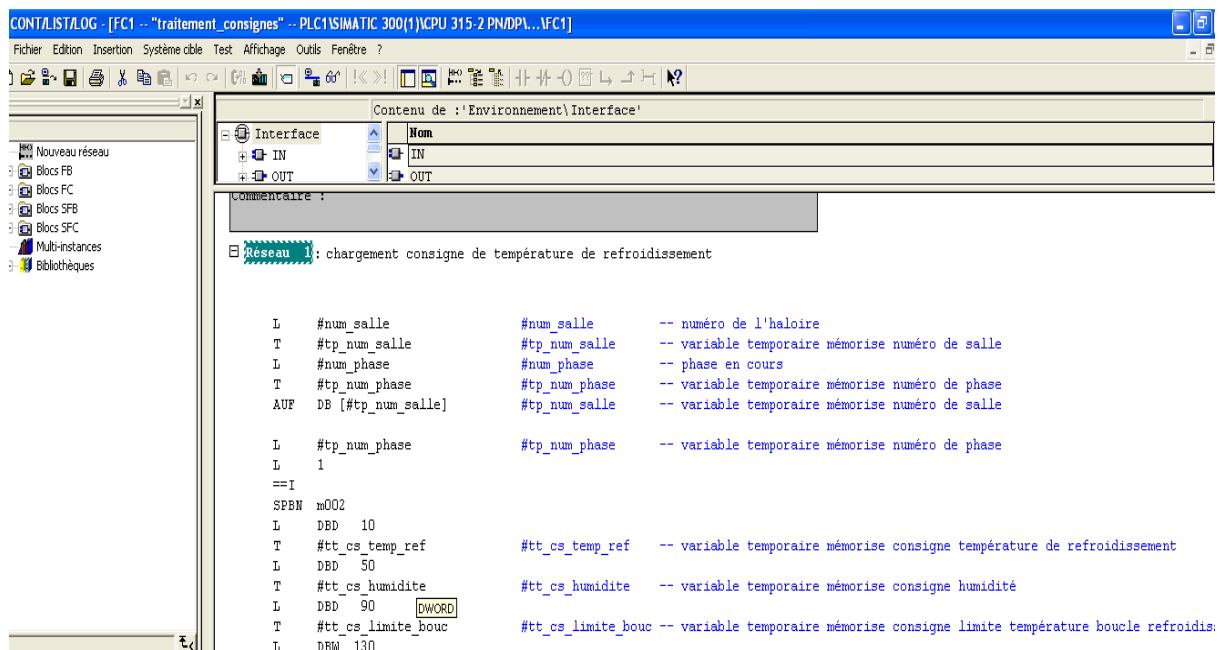 CONT/LIST/LOG - [FC1 -- "traitement_consignes" -- PLC1\SIMATIC 300(1)\CPU 315-2 PN/DP\...\FC1]
Fichier Edition Insertion Système cible Test Affichage Outils Fenêtre ?
Contenu de :'Environnement\Interface'
Interface
IN
OUT
Nom
IN
OUT
Nouveau réseau
Blocs FB
Blocs FC
Blocs SFB
Blocs SFC
Multi-instances
Bibliothèques
Commentaire :
Réseau 1: chargement consigne de température de refroidissement
L #num_salle #num_salle -- numéro de l'haloire
T #tp_num_salle #tp_num_salle -- variable temporaire mémorise numéro de salle
L #num_phase #num_phase -- phase en cours
T #tp_num_phase #tp_num_phase -- variable temporaire mémorise numéro de phase
AUF DB [#tp_num_salle] #tp_num_salle -- variable temporaire mémorise numéro de salle
L #tp_num_phase #tp_num_phase -- variable temporaire mémorise numéro de phase
L 1
==I
SPBN m002
L DBD 10
T #tt_cs_temp_ref #tt_cs_temp_ref -- variable temporaire mémorise consigne température de refroidissement
L DBD 50
T #tt_cs_humidite #tt_cs_humidite -- variable temporaire mémorise consigne humidité
L DBD 90 DWORD
T #tt_cs_limite_bouc #tt_cs_limite_bouc -- variable temporaire mémorise consigne limite température boucle refroidis
L DBW 130